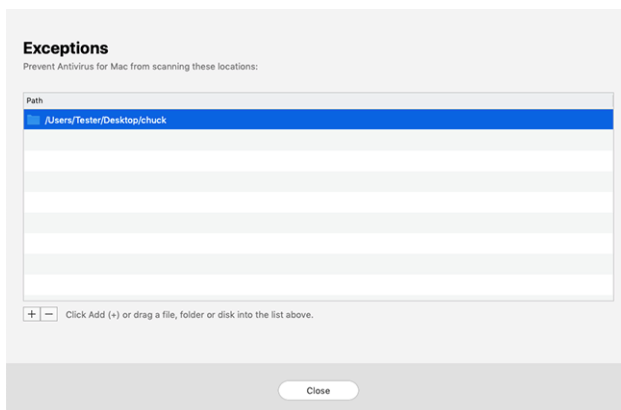 Exceptions
Prevent Antivirus for Mac from scanning these locations:
Path
/Users/Tester/Desktop/chuck
Click Add (+) or drag a file, folder or disk into the list above.
Close